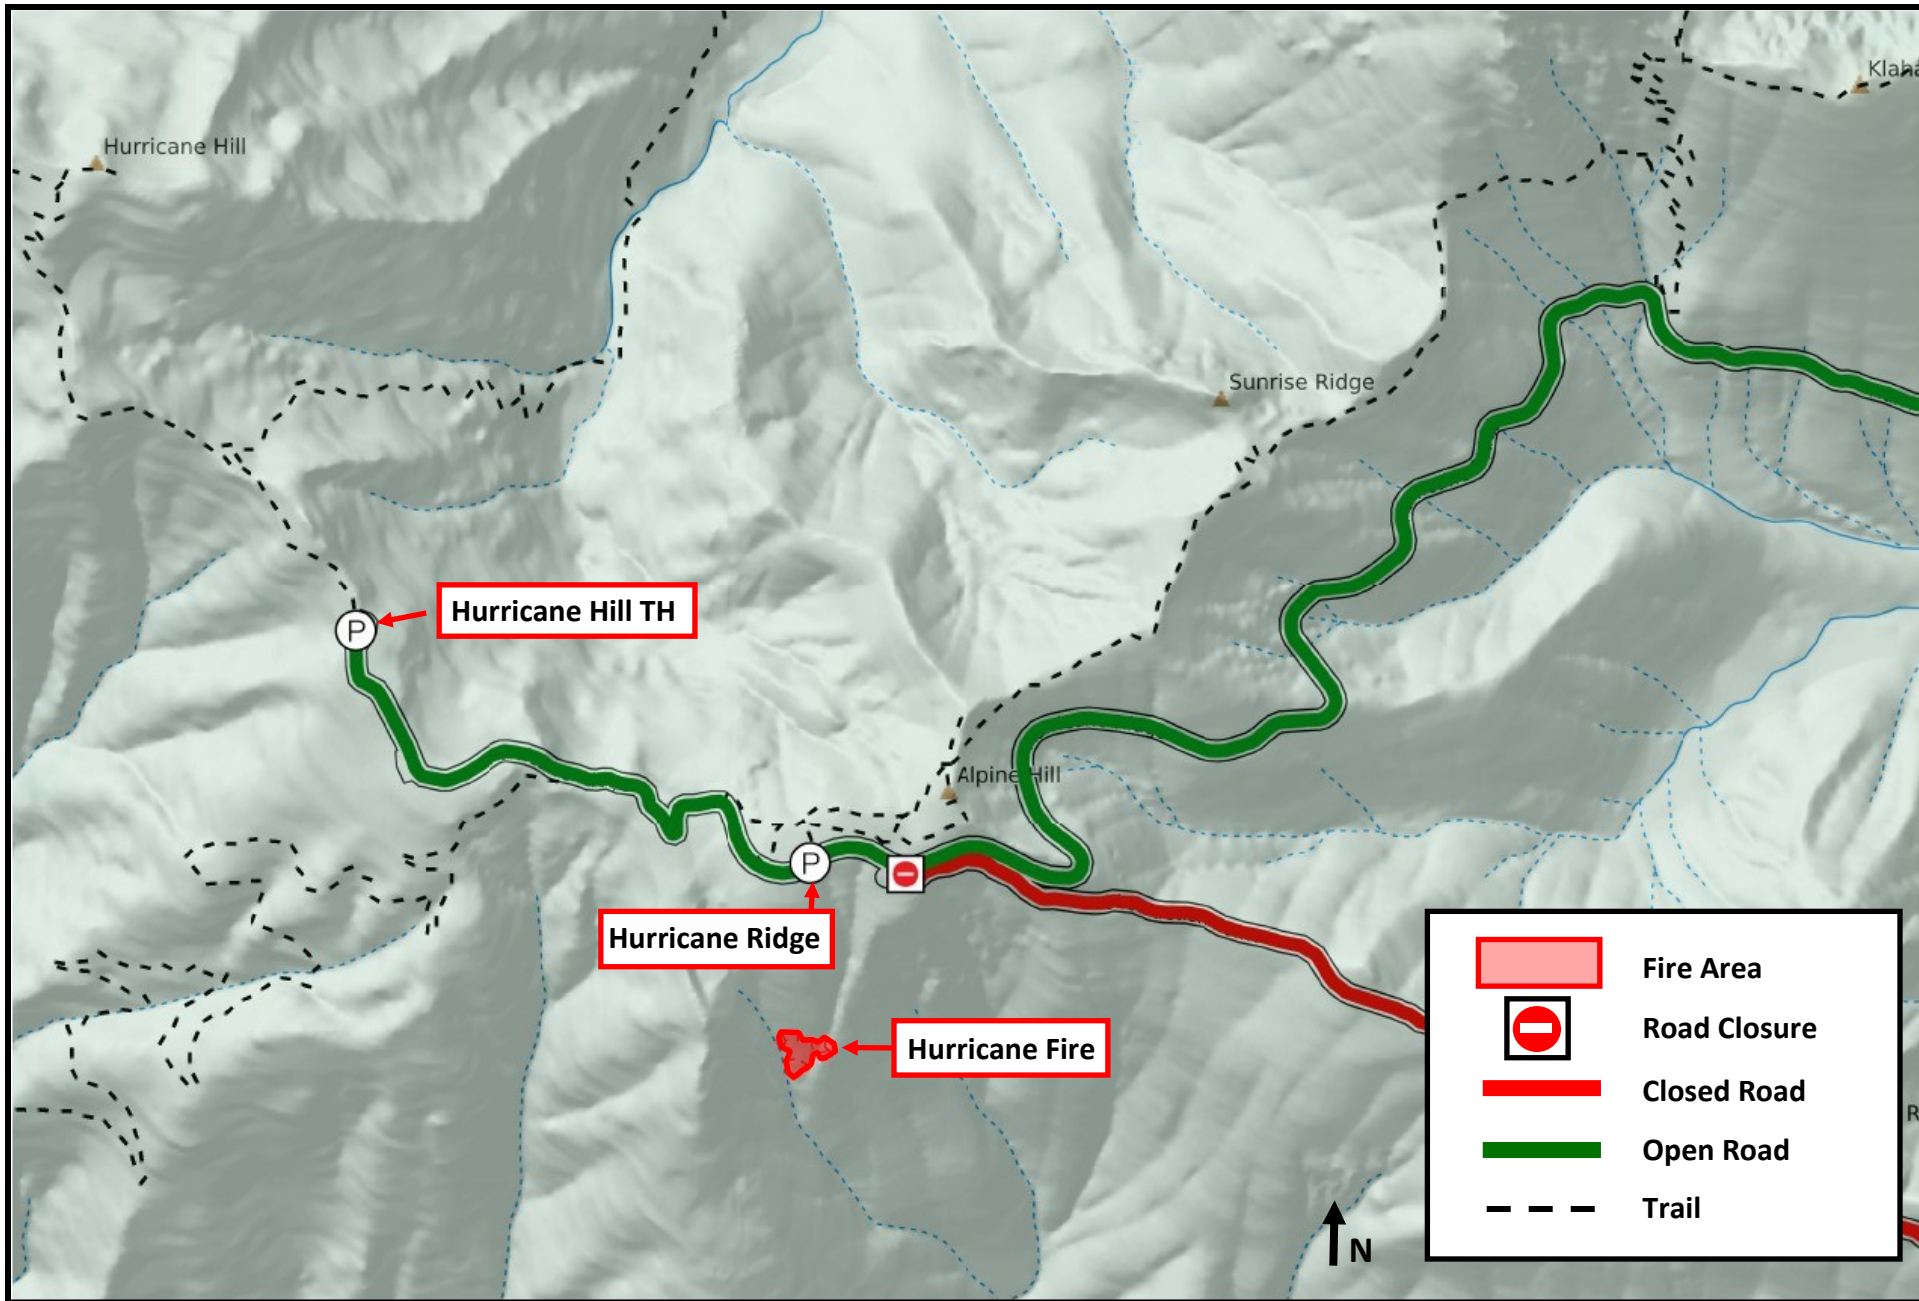 Klaha
Hurricane Hill
Sunrise Ridge
Hurricane Hill TH
P
Alpine Hill
P
Hurricane Ridge
Hurricane Fire
Fire Area
Road Closure
Closed Road
Open Road
Trail
R
N